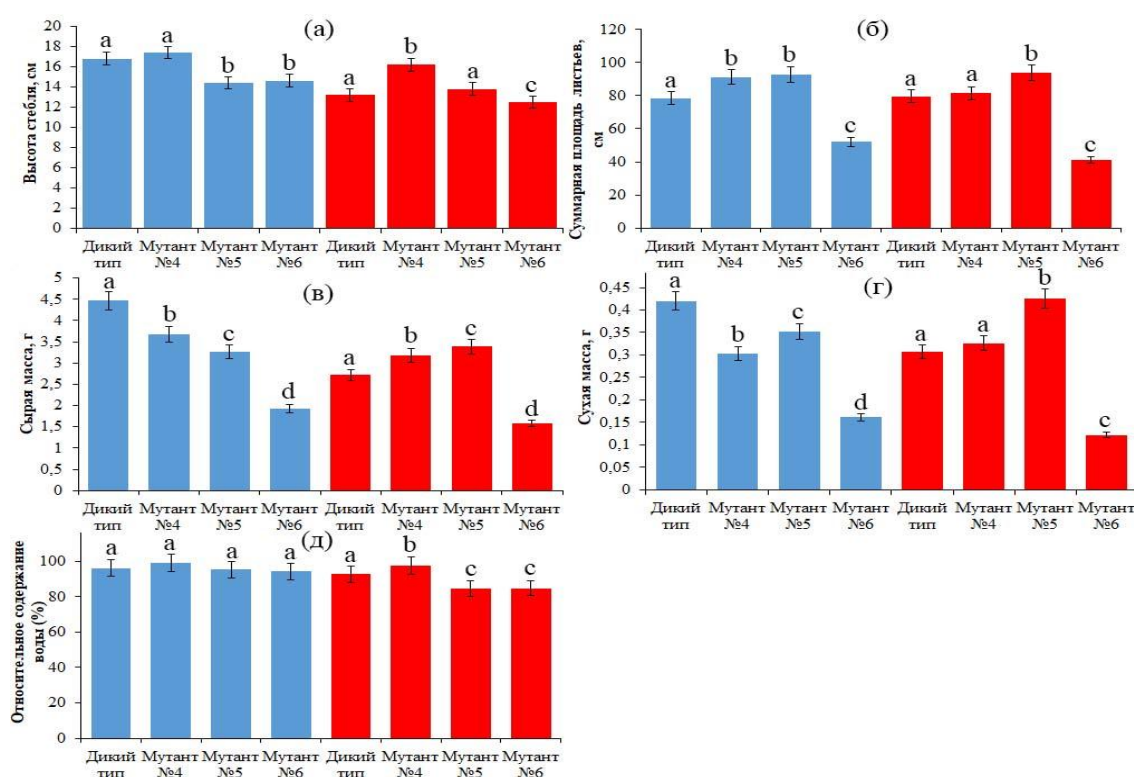 (а)
Высота стебля, см
20
18
16
14
12
10
8
6
4
2
0
a a b b a b a c
Дикий Мутант Мутант Мутант Дикий Мутант Мутант Мутант
тип №4 №5 №6 тип №4 №5 №6
(б)
Суммарная площадь листьев,
см
120
100
80
60
40
20
0
a b b c a a b c
Дикий Мутант Мутант Мутант Дикий Мутант Мутант Мутант
тип №4 №5 №6 тип №4 №5 №6
(в)
Сырая масса, г
5
4,5
4
3,5
3
2,5
2
1,5
1
0,5
0
a b c d a b c d
Дикий Мутант Мутант Мутант Дикий Мутант Мутант Мутант
тип №4 №5 №6 тип №4 №5 №6
(г)
Сухая масса, г
0,45
0,4
0,35
0,3
0,25
0,2
0,15
0,1
0,05
0
a b c d a a b c
Дикий Мутант Мутант Мутант Дикий Мутант Мутант Мутант
тип №4 №5 №6 тип №4 №5 №6
(д)
Относительное содержание
воды (%)
100
80
60
40
20
0
a a a a a b c c
Дикий Мутант Мутант Мутант Дикий Мутант Мутант Мутант
тип №4 №5 №6 тип №4 №5 №6